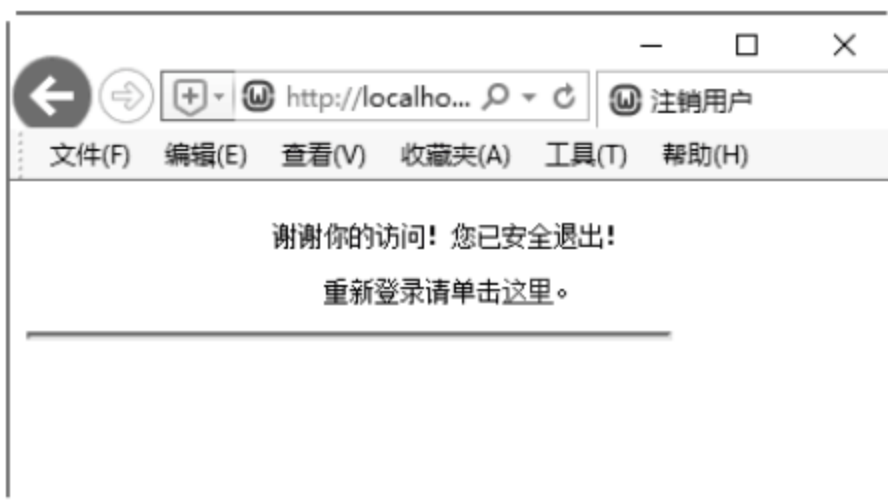 http://localho...
注销用户
文件(F) 编辑(E) 查看(V) 收藏夹(A) 工具(T) 帮助(H)
谢谢你的访问！您已安全退出！
重新登录请单击这里。